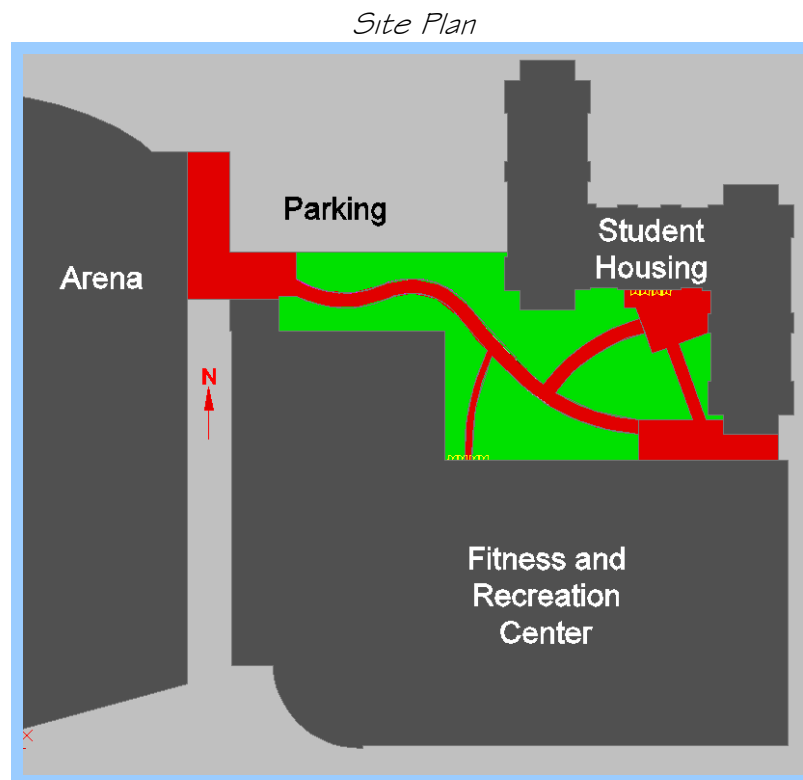 Site Plan
Parking
Student
Housing
Arena
N
Fitness and
Recreation
Center